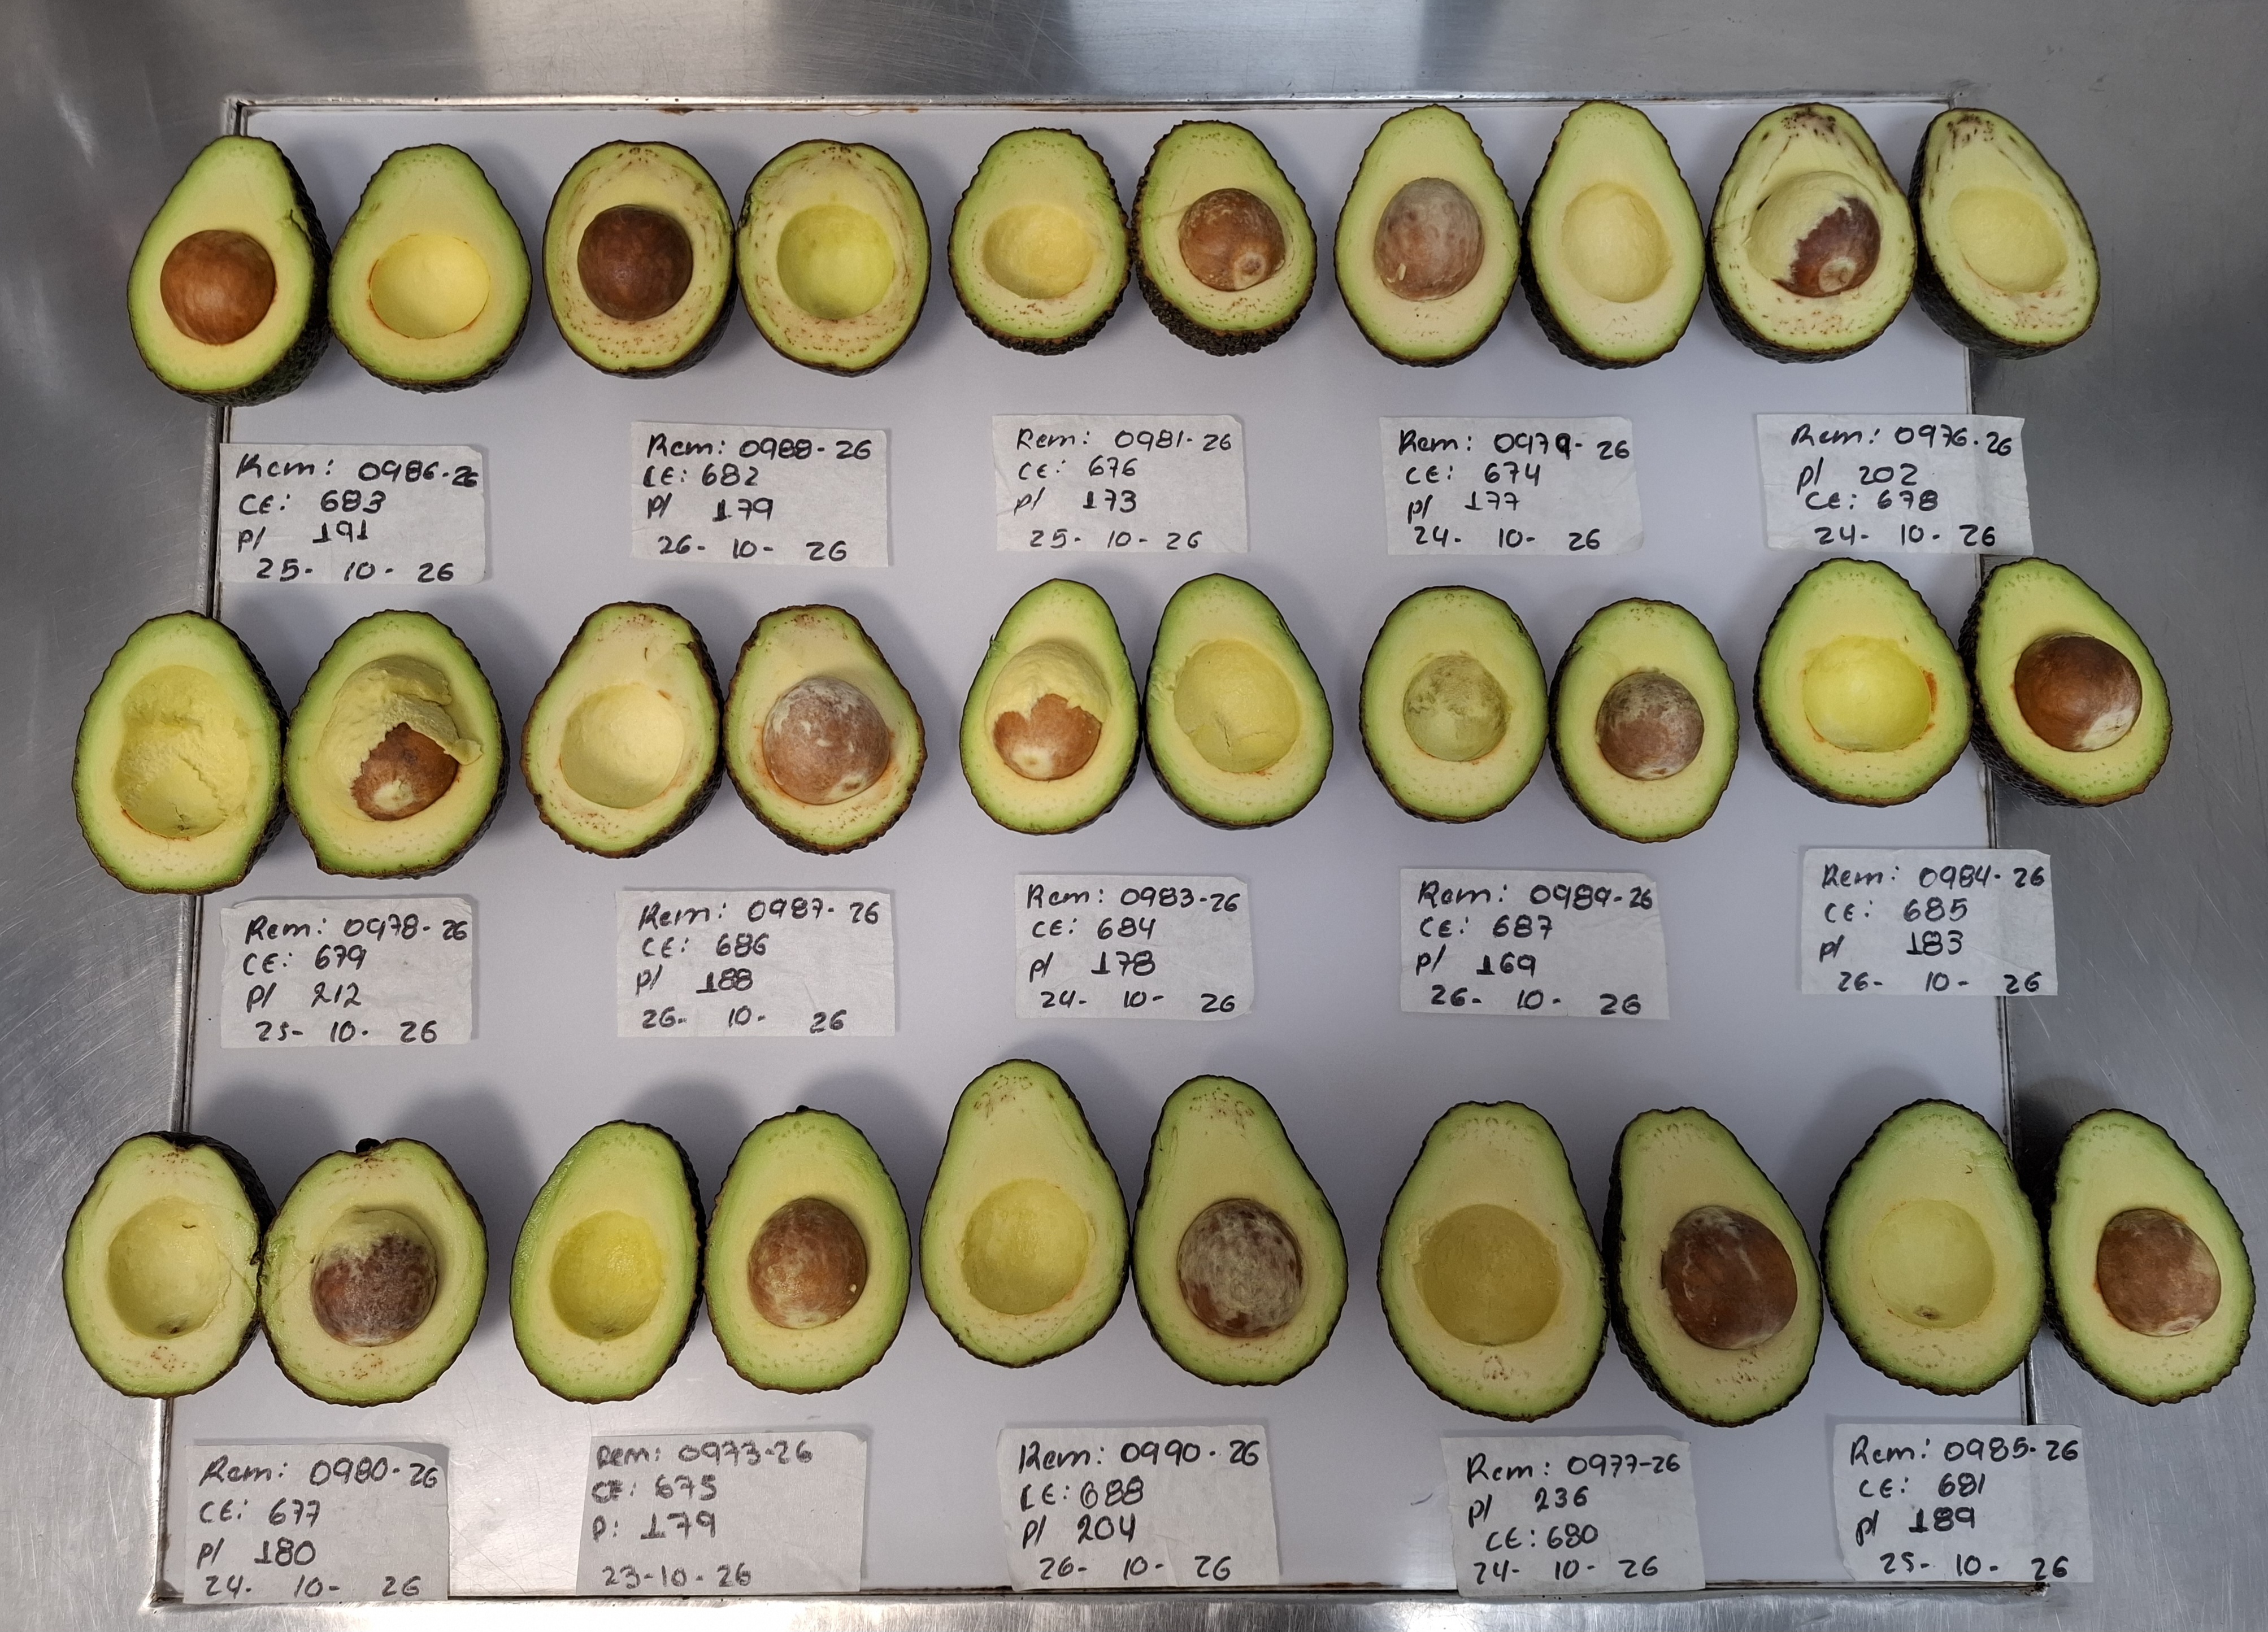 Rem: 0986-26
CE: 683
P/ 191
25- 10- 26
Rem: 0988-26
CE: 682
P/ 179
26- 10- 26
Rem: 0981-26
CE: 676
P/ 173
25- 10- 26
Rem: 0979-26
CE: 674
P/ 177
24- 10- 26
Rem: 0976-26
P/ 202
CE: 678
24- 10- 26
Rem: 0978-26
CE: 679
P/ 212
25- 10- 26
Rem: 0987-26
CE: 686
P/ 188
26- 10- 26
Rem: 0983-26
CE: 684
P/ 178
24- 10- 26
Rem: 0989-26
CE: 687
P/ 169
26- 10- 26
Rem: 0984-26
CE: 685
P/ 183
26- 10- 26
Rem: 0980-26
CE: 677
P/ 180
24- 10- 26
Rem: 0973-26
CE: 675
P: 179
23-10-26
Rem: 0990-26
CE: 688
P/ 204
26- 10- 26
Rem: 0977-26
P/ 236
CE: 680
24- 10- 26
Rem: 0985-26
CE: 681
P/ 189
25- 10- 26